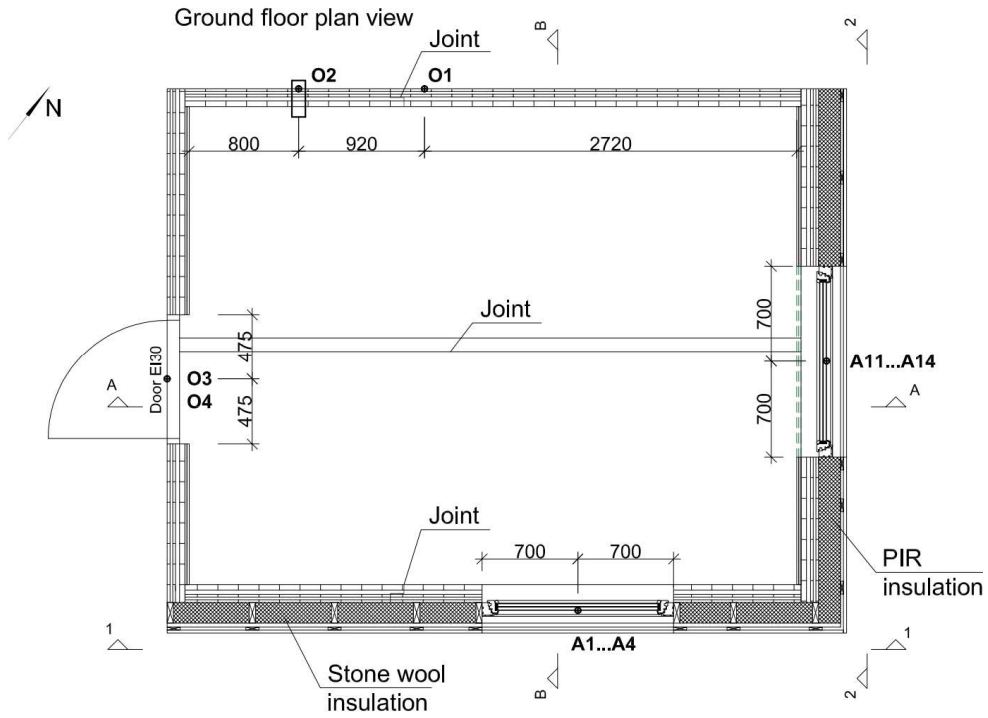 Ground floor plan view
B
2
Joint
O2
O1
N
800
920
2720
Joint
475
475
700
700
Door EI30
A
O3
O4
A11...A14
A
Joint
700
700
PIR
insulation
1
A1...A4
1
Stone wool
insulation
B
2